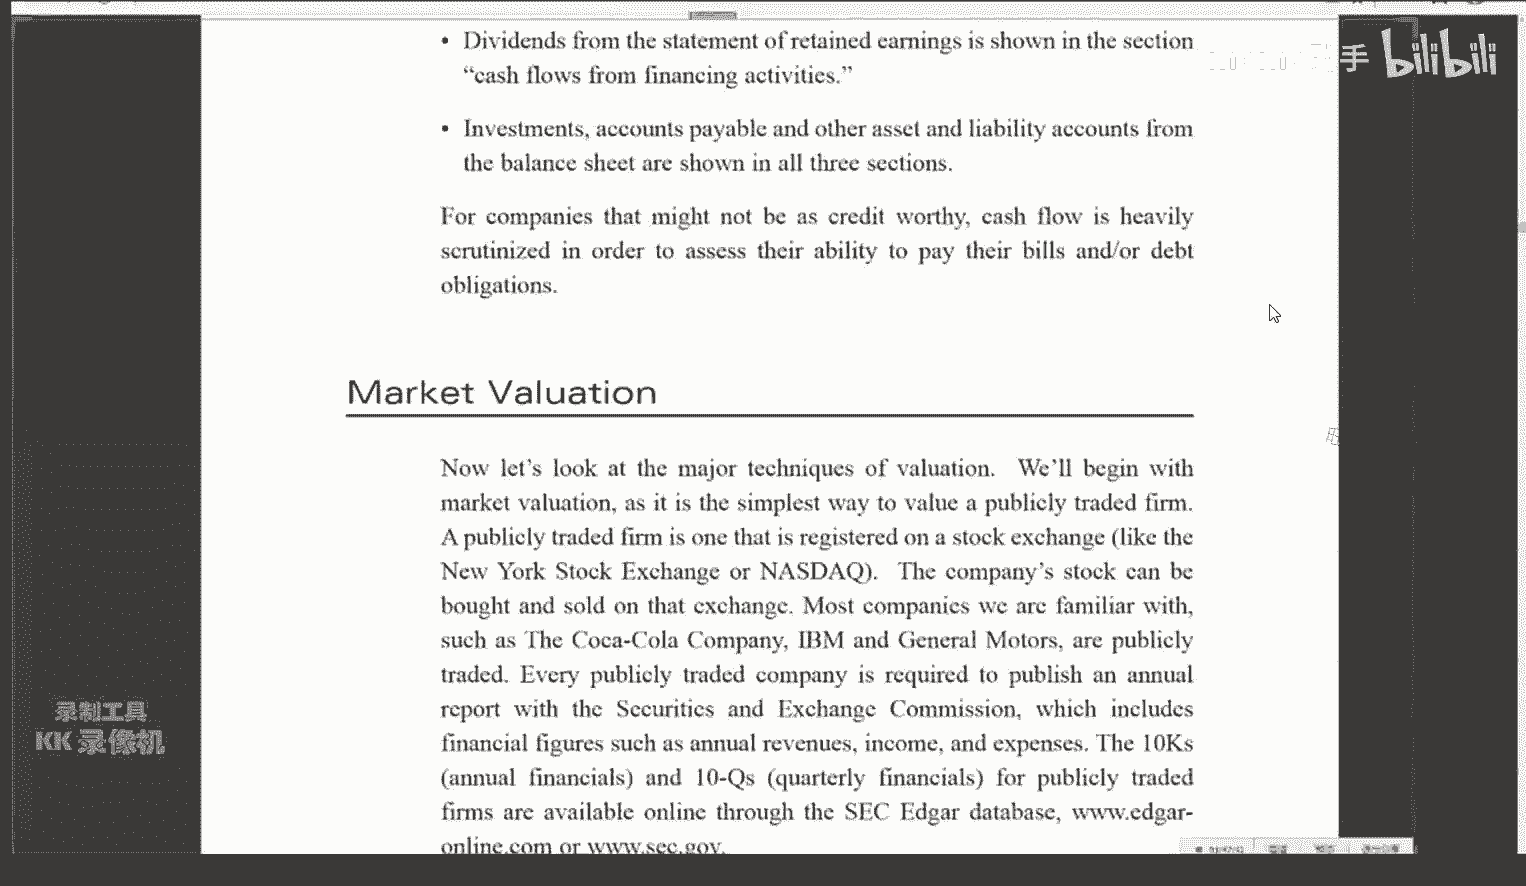 • Dividends from the statement of retained earnings is shown in the section
“cash flows from financing activities.”
• Investments, accounts payable and other asset and liability accounts from
the balance sheet are shown in all three sections.
For companies that might not be as credit worthy, cash flow is heavily
scrutinized in order to assess their ability to pay their bills and/or debt
obligations.
Market Valuation
Now let’s look at the major techniques of valuation. We’ll begin with
market valuation, as it is the simplest way to value a publicly traded firm.
A publicly traded firm is one that is registered on a stock exchange (like the
New York Stock Exchange or NASDAQ). The company’s stock can be
bought and sold on that exchange. Most companies we are familiar with,
such as The Coca-Cola Company, IBM and General Motors, are publicly
traded. Every publicly traded company is required to publish an annual
report with the Securities and Exchange Commission, which includes
financial figures such as annual revenues, income, and expenses. The 10Ks
(annual financials) and 10-Qs (quarterly financials) for publicly traded
firms are available online through the SEC Edgar database, www.edgar-
online.com or www.sec.gov.
手 bilibili
录制工具
KK 录像机